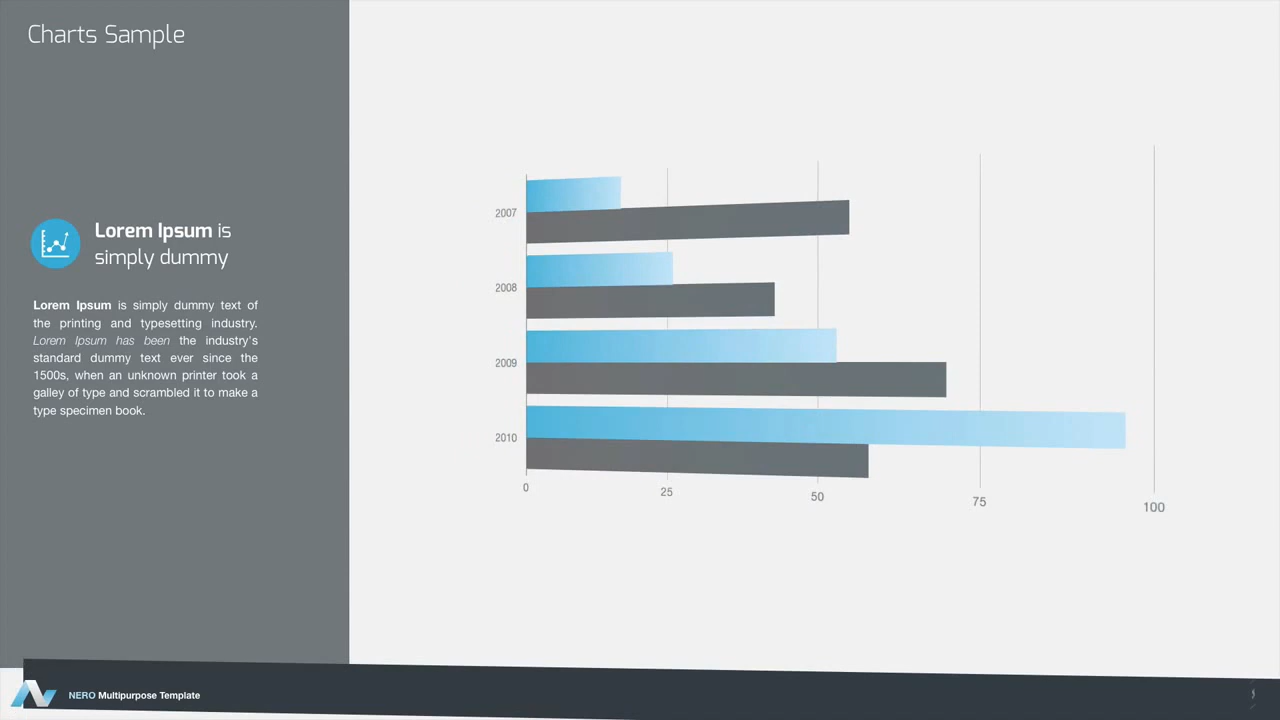 Charts Sample
Lorem Ipsum is
simply dummy
Lorem Ipsum is simply dummy text of
the printing and typesetting industry.
Lorem Ipsum has been the industry's
standard dummy text ever since the
1500s, when an unknown printer took a
galley of type and scrambled it to make a
type specimen book.
2007
2008
2009
2010
0
25
50
75
100
NERO Multipurpose Template